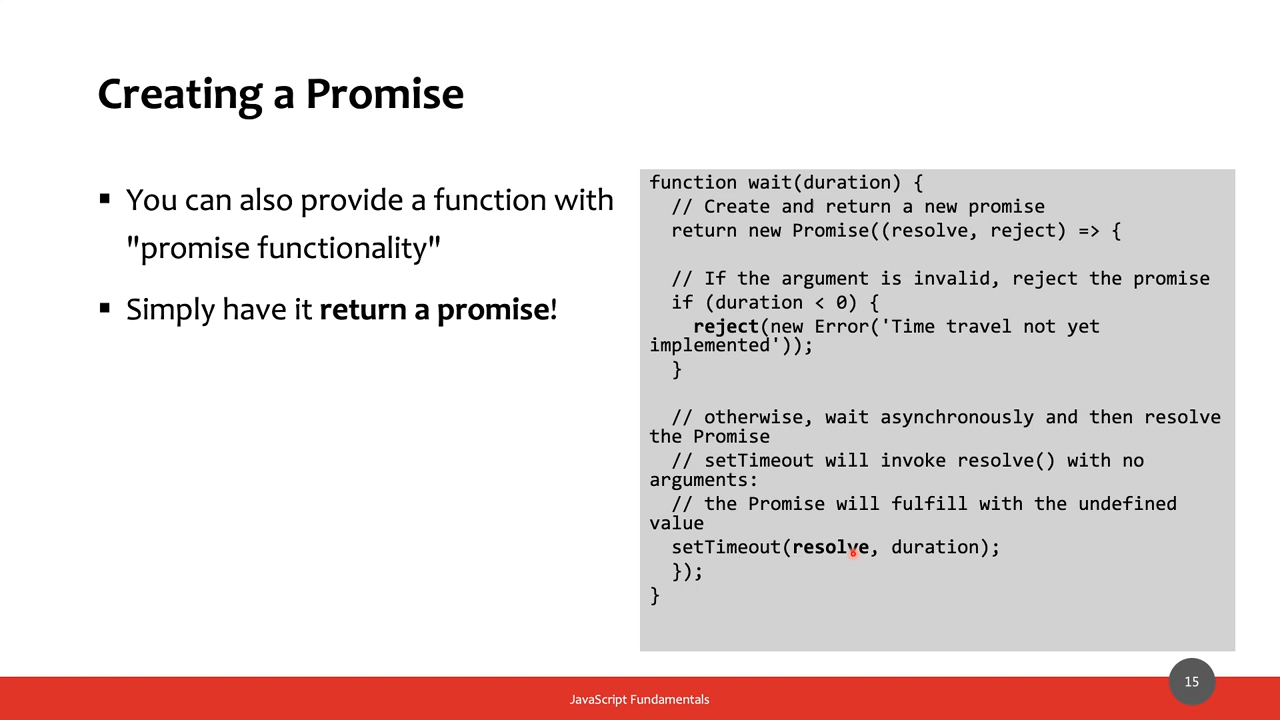 Creating a Promise
▪ You can also provide a function with
"promise functionality"
▪ Simply have it return a promise!
function wait(duration) {
  // Create and return a new promise
  return new Promise((resolve, reject) => {
  // If the argument is invalid, reject the promise
  if (duration < 0) {
    reject(new Error('Time travel not yet
implemented'));
  }
  // otherwise, wait asynchronously and then resolve
the Promise
  // setTimeout will invoke resolve() with no
arguments:
  // the Promise will fulfill with the undefined
value
  setTimeout(resolve, duration);
  });
}
JavaScript Fundamentals
15